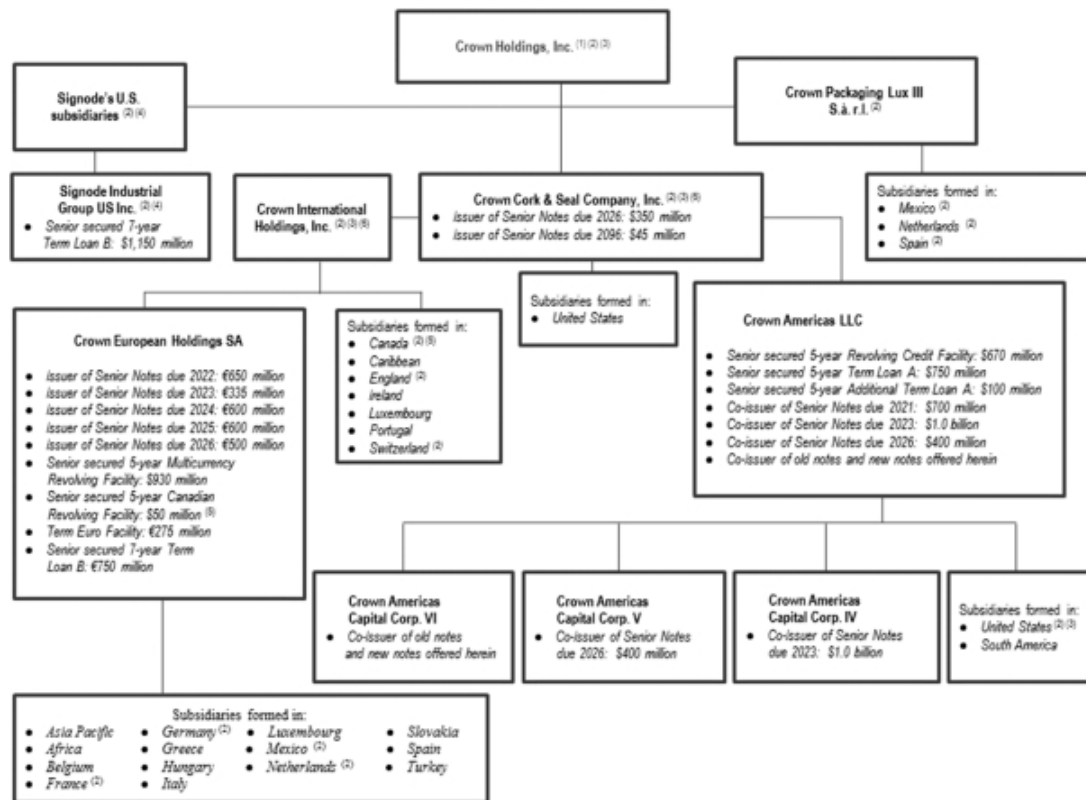 Crown Holdings, Inc. (1) (2) (3)
Signode's U.S.
subsidiaries (2) (4)
Crown Packaging Lux III
S.à. r.l. (2)
Signode Industrial
Group US Inc. (2) (4)
● Senior secured 7-year
Term Loan B: $1,150 million
Crown International
Holdings, Inc. (2) (3) (6)
Crown Cork & Seal Company, Inc. (2) (3) (6)
● Issuer of Senior Notes due 2026: $350 million
● Issuer of Senior Notes due 2096: $45 million
Subsidiaries formed in:
● Mexico (2)
● Netherlands (2)
● Spain (2)
Subsidiaries formed in:
● United States
Crown European Holdings SA
● Issuer of Senior Notes due 2022: €650 million
● Issuer of Senior Notes due 2023: €335 million
● Issuer of Senior Notes due 2024: €600 million
● Issuer of Senior Notes due 2025: €600 million
● Issuer of Senior Notes due 2026: €500 million
● Senior secured 5-year Multicurrency
Revolving Facility: $930 million
● Senior secured 5-year Canadian
Revolving Facility: $50 million (5)
● Term Euro Facility: €275 million
● Senior secured 7-year Term
Loan B: €750 million
Subsidiaries formed in:
● Canada (2) (5)
● Caribbean
● England (2)
● Ireland
● Luxembourg
● Portugal
● Switzerland (2)
Crown Americas LLC
● Senior secured 5-year Revolving Credit Facility: $670 million
● Senior secured 5-year Term Loan A: $750 million
● Senior secured 5-year Additional Term Loan A: $100 million
● Co-issuer of Senior Notes due 2021: $700 million
● Co-issuer of Senior Notes due 2023: $1.0 billion
● Co-issuer of Senior Notes due 2026: $400 million
● Co-issuer of old notes and new notes offered herein
Crown Americas
Capital Corp. VI
● Co-issuer of old notes
and new notes offered herein
Crown Americas
Capital Corp. V
● Co-issuer of Senior Notes
due 2026: $400 million
Crown Americas
Capital Corp. IV
● Co-issuer of Senior Notes
due 2023: $1.0 billion
Subsidiaries formed in:
● United States (2) (3)
● South America
Subsidiaries formed in:
● Asia Pacific ● Germany (2) ● Luxembourg ● Slovakia
● Africa ● Greece ● Mexico (2) ● Spain
● Belgium ● Hungary ● Netherlands (2) ● Turkey
● France (2) ● Italy